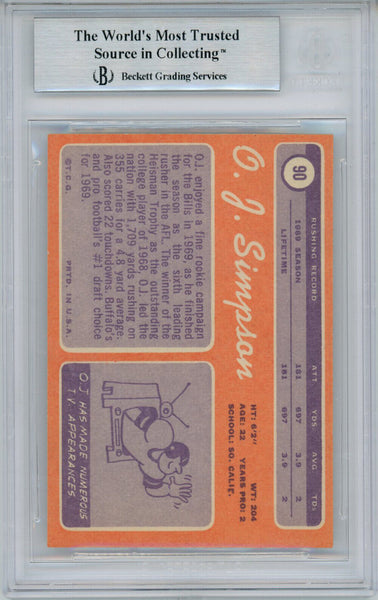 The World's Most Trusted
Source in Collecting™
B Beckett Grading Services
90
O. J. Simpson
RUSHING RECORD ATT YDS AVG TDs
1969 SEASON 181 697 3.9 2
LIFETIME 181 697 3.9 2
HT: 6'2" WT: 204
AGE: 22 YEARS PRO: 2
SCHOOL: SO. CALIF.
O.J. enjoyed a fine rookie campaign
for the Bills in 1969, as he finished
the season as the sixth leading
rusher in the AFL. The winner of the
Heisman Trophy as the outstanding
college player of 1968, O.J. led the
nation with 1,709 yards rushing on
355 carries for a 4.8 yard average.
Also scored 22 touchdowns. Buffalo's
and pro football's #1 draft choice
for 1969.
©T.C.G. PRTD. IN U.S.A.
O J HAS MADE NUMEROUS
T.V. APPEARANCES